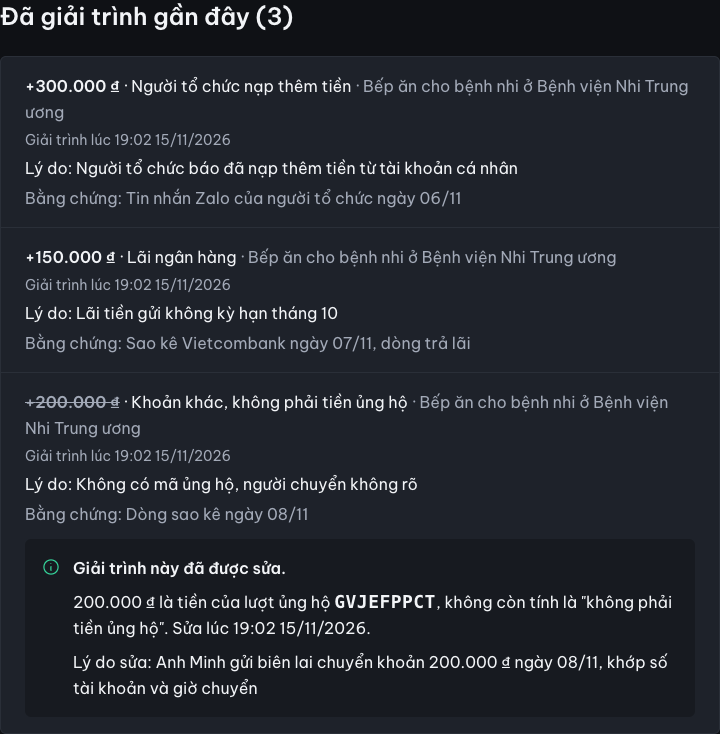 Đã giải trình gần đây (3)
+300.000 ₫ · Người tổ chức nạp thêm tiền · Bếp ăn cho bệnh nhi ở Bệnh viện Nhi Trung
ương
Giải trình lúc 19:02 15/11/2026
Lý do: Người tổ chức báo đã nạp thêm tiền từ tài khoản cá nhân
Bằng chứng: Tin nhắn Zalo của người tổ chức ngày 06/11
+150.000 ₫ · Lãi ngân hàng · Bếp ăn cho bệnh nhi ở Bệnh viện Nhi Trung ương
Giải trình lúc 19:02 15/11/2026
Lý do: Lãi tiền gửi không kỳ hạn tháng 10
Bằng chứng: Sao kê Vietcombank ngày 07/11, dòng trả lãi
+200.000 ₫ · Khoản khác, không phải tiền ủng hộ · Bếp ăn cho bệnh nhi ở Bệnh viện
Nhi Trung ương
Giải trình lúc 19:02 15/11/2026
Lý do: Không có mã ủng hộ, người chuyển không rõ
Bằng chứng: Dòng sao kê ngày 08/11
Giải trình này đã được sửa.
200.000 ₫ là tiền của lượt ủng hộ GVJEFPPCT, không còn tính là "không phải
tiền ủng hộ". Sửa lúc 19:02 15/11/2026.
Lý do sửa: Anh Minh gửi biên lai chuyển khoản 200.000 ₫ ngày 08/11, khớp số
tài khoản và giờ chuyển